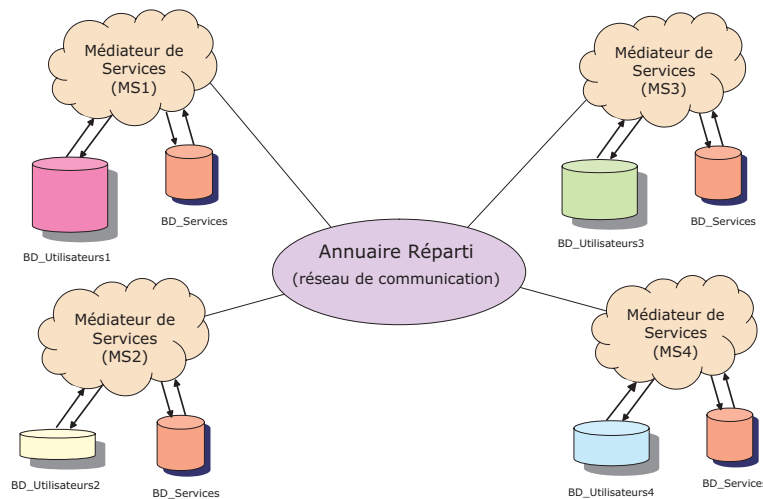 Médiateur de
Services
(MS1)
BD_Services
BD_Utilisateurs1
Médiateur de
Services
(MS3)
BD_Services
BD_Utilisateurs3
Annuaire Réparti
(réseau de communication)
Médiateur de
Services
(MS2)
BD_Utilisateurs2
BD_Services
Médiateur de
Services
(MS4)
BD_Utilisateurs4
BD_Services